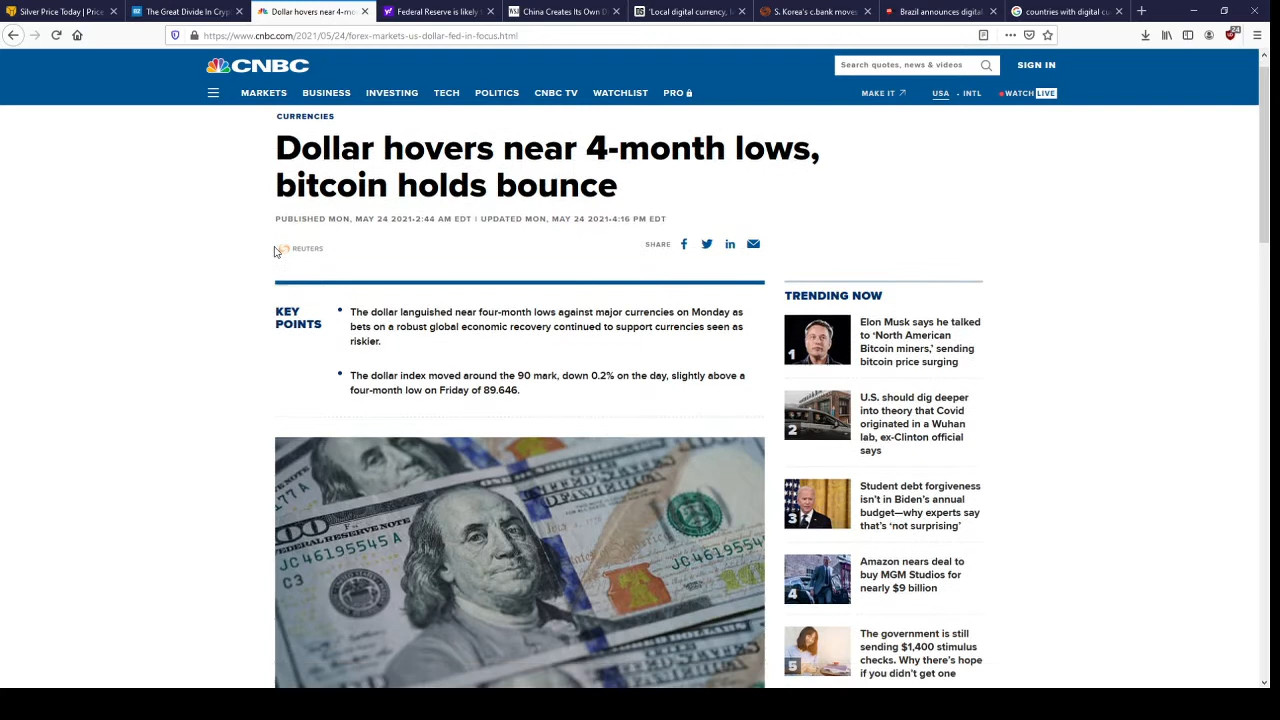 Silver Price Today | Price
The Great Divide In Cryp
Dollar hovers near 4-mo
Federal Reserve is likely t
China Creates Its Own D
'Local digital currency, l
S. Korea's c.bank moves
Brazil announces digital
countries with digital cu
https://www.cnbc.com/2021/05/24/forex-markets-us-dollar-fed-in-focus.html
24
CNBC
Search quotes, news & videos
SIGN IN
MARKETS BUSINESS INVESTING TECH POLITICS CNBC TV WATCHLIST PRO
MAKE IT USA • INTL WATCH LIVE
CURRENCIES
Dollar hovers near 4-month lows,
bitcoin holds bounce
PUBLISHED MON, MAY 24 2021•2:44 AM EDT | UPDATED MON, MAY 24 2021•4:16 PM EDT
REUTERS
SHARE
KEY
POINTS
The dollar languished near four-month lows against major currencies on Monday as
bets on a robust global economic recovery continued to support currencies seen as
riskier.
The dollar index moved around the 90 mark, down 0.2% on the day, slightly above a
four-month low on Friday of 89.646.
FEDERAL RESERVE NOTE
JC 46195545 A
C3
JC 461955
TRENDING NOW
1
Elon Musk says he talked
to 'North American
Bitcoin miners,' sending
bitcoin price surging
2
U.S. should dig deeper
into theory that Covid
originated in a Wuhan
lab, ex-Clinton official
says
3
Student debt forgiveness
isn't in Biden's annual
budget—why experts say
that's 'not surprising'
4
Amazon nears deal to
buy MGM Studios for
nearly $9 billion
5
The government is still
sending $1,400 stimulus
checks. Why there's hope
if you didn't get one